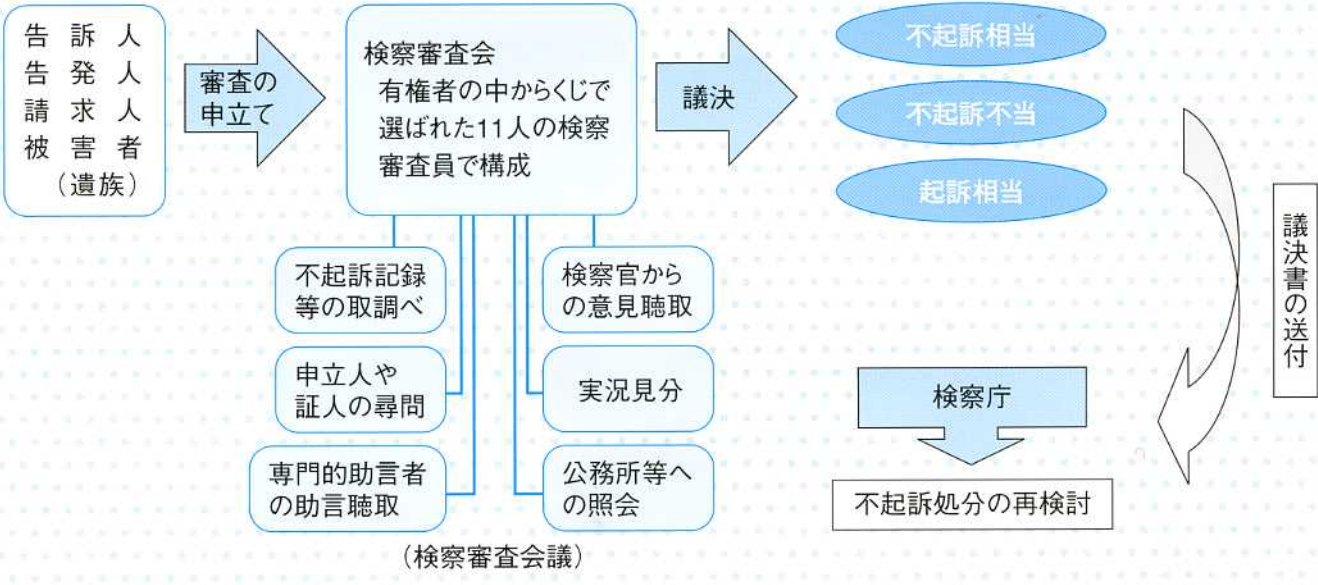 告訴人
告発人
請求人
被害者
(遺族)
審査の
申立て
検察審査会
有権者の中からくじで
選ばれた11人の検察
審査員で構成
議決
不起訴相当
不起訴不当
起訴相当
議決書の送付
不起訴記録
等の取調べ
検察官から
の意見聴取
申立人や
証人の尋問
実況見分
専門的助言者
の助言聴取
公務所等へ
の照会
(検察審査会議)
検察庁
不起訴処分の再検討